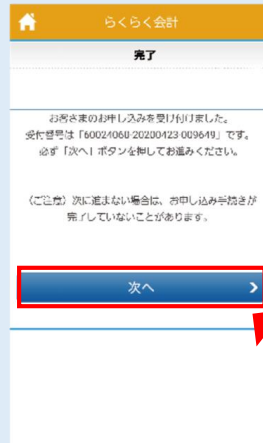 らくらく会計
完了
お客さまのお申し込みを受け付けました。
受付番号は「60024060-20200423-009649」です。
必ず「次へ」ボタンを押してお進みください。
（ご注意）次に進まない場合は、お申し込み手続きが
完了していないことがあります。
次へ